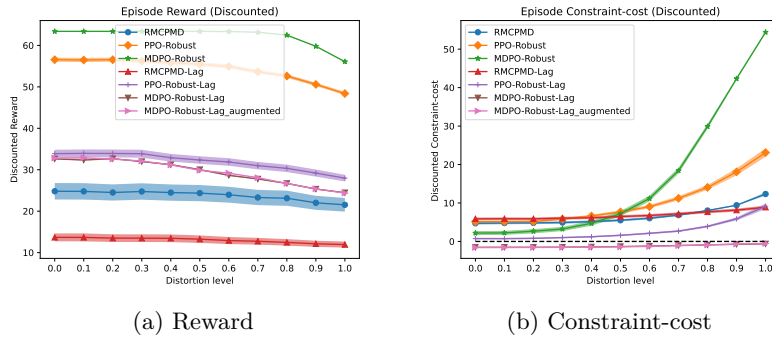 Episode Reward (Discounted)
Discounted Reward
60
50
40
30
20
10
RMCPMD
PPO-Robust
MDPO-Robust
RMCPMD-Lag
PPO-Robust-Lag
MDPO-Robust-Lag
MDPO-Robust-Lag_augmented
0.0 0.1 0.2 0.3 0.4 0.5 0.6 0.7 0.8 0.9 1.0
Distortion level
(a) Reward
Episode Constraint-cost (Discounted)
Discounted Constraint-cost
50
40
30
20
10
0
RMCPMD
PPO-Robust
MDPO-Robust
RMCPMD-Lag
PPO-Robust-Lag
MDPO-Robust-Lag
MDPO-Robust-Lag_augmented
0.0 0.1 0.2 0.3 0.4 0.5 0.6 0.7 0.8 0.9 1.0
Distortion level
(b) Constraint-cost